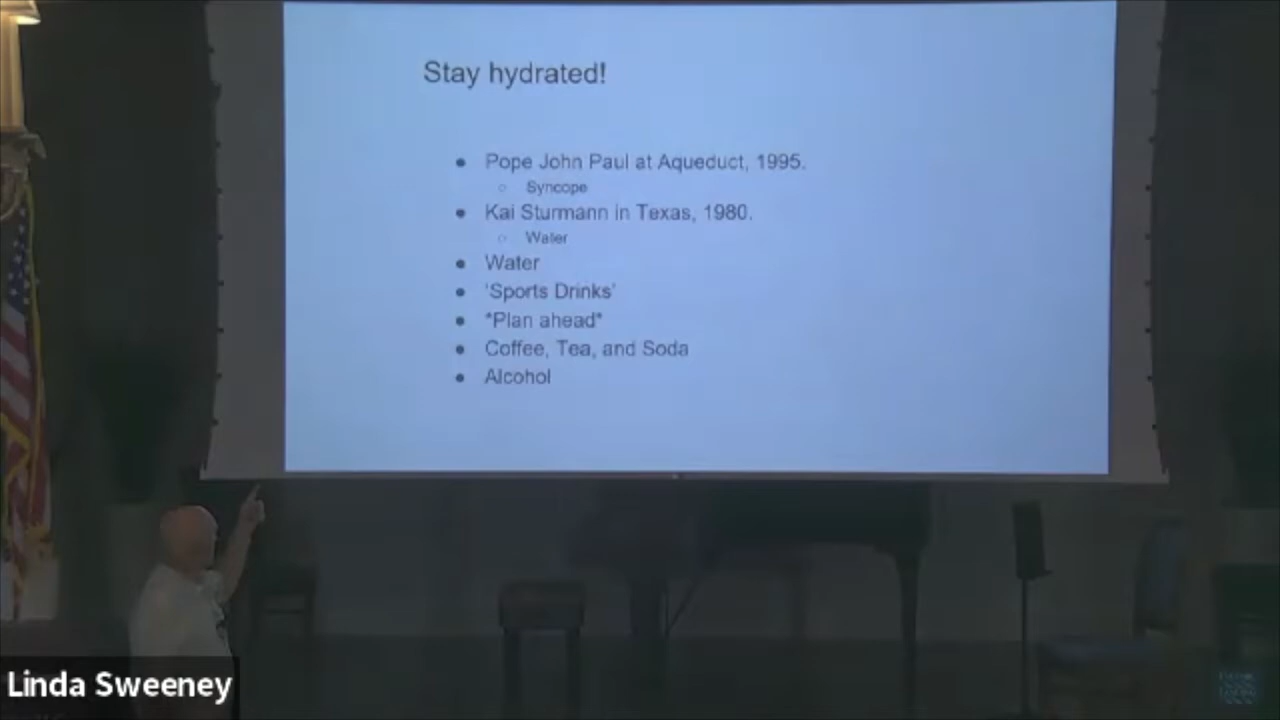 Stay hydrated!
● Pope John Paul at Aqueduct, 1995.
○ Syncope
● Kai Sturmann in Texas, 1980.
○ Water
● Water
● ‘Sports Drinks’
● *Plan ahead*
● Coffee, Tea, and Soda
● Alcohol
Linda Sweeney